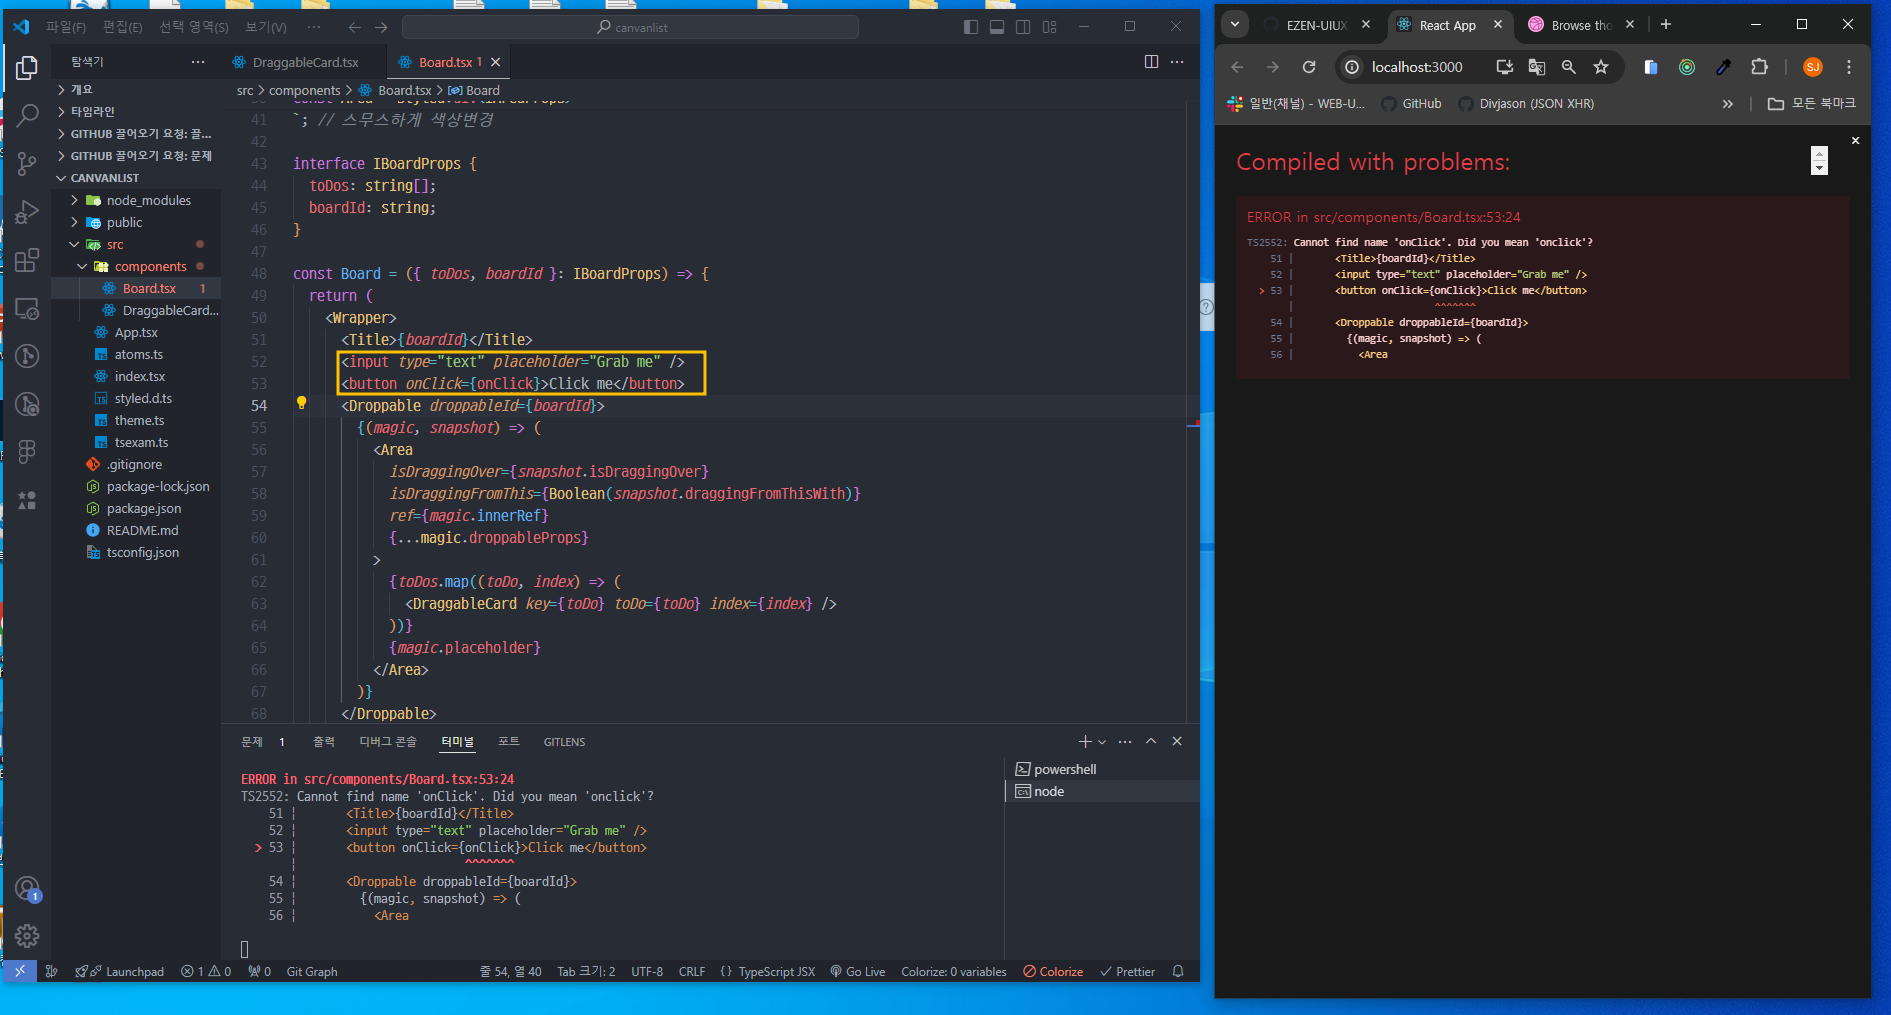 파일(F) 편집(E) 선택 영역(S) 보기(V) ··· canvanlist
탐색기
개요
타임라인
GITHUB 끌어오기 요청: 끌...
GITHUB 끌어오기 요청: 문제
CANVANLIST
node_modules
public
src
components
Board.tsx 1
DraggableCard...
App.tsx
atoms.ts
index.tsx
styled.d.ts
theme.ts
tsexam.ts
.gitignore
package-lock.json
package.json
README.md
tsconfig.json
DraggableCard.tsx Board.tsx 1
src > components > Board.tsx > Board
41 `; // 스무스하게 색상변경
42
43 interface IBoardProps {
44 toDos: string[];
45 boardId: string;
46 }
47
48 const Board = ({ toDos, boardId }: IBoardProps) => {
49 return (
50 <Wrapper>
51 <Title>{boardId}</Title>
52 <input type="text" placeholder="Grab me" />
53 <button onClick={onClick}>Click me</button>
54 <Droppable droppableId={boardId}>
55 {(magic, snapshot) => (
56 <Area
57 isDraggingOver={snapshot.isDraggingOver}
58 isDraggingFromThis={Boolean(snapshot.draggingFromThisWith)}
59 ref={magic.innerRef}
60 {...magic.droppableProps}
61 >
62 {toDos.map((toDo, index) => (
63 <DraggableCard key={toDo} toDo={toDo} index={index} />
64 ))}
65 {magic.placeholder}
66 </Area>
67 )}
68 </Droppable>
문제 1 출력 디버그 콘솔 터미널 포트 GITLENS
ERROR in src/components/Board.tsx:53:24
TS2552: Cannot find name 'onClick'. Did you mean 'onclick'?
51 | <Title>{boardId}</Title>
52 | <input type="text" placeholder="Grab me" />
> 53 | <button onClick={onClick}>Click me</button>
| ^^^^^^^
54 | <Droppable droppableId={boardId}>
55 | {(magic, snapshot) => (
56 | <Area
powershell
node
1
Launchpad 1 0 0 Git Graph 줄 54, 열 40 Tab 크기: 2 UTF-8 CRLF {} TypeScript JSX Go Live Colorize: 0 variables Colorize Prettier
EZEN-UIUX React App Browse tho
localhost:3000 SJ
일반(채널) - WEB-U... GitHub Divjason (JSON XHR) » 모든 북마크
Compiled with problems:
ERROR in src/components/Board.tsx:53:24
TS2552: Cannot find name 'onClick'. Did you mean 'onclick'?
51 | <Title>{boardId}</Title>
52 | <input type="text" placeholder="Grab me" />
> 53 | <button onClick={onClick}>Click me</button>
| ^^^^^^^
54 | <Droppable droppableId={boardId}>
55 | {(magic, snapshot) => (
56 | <Area